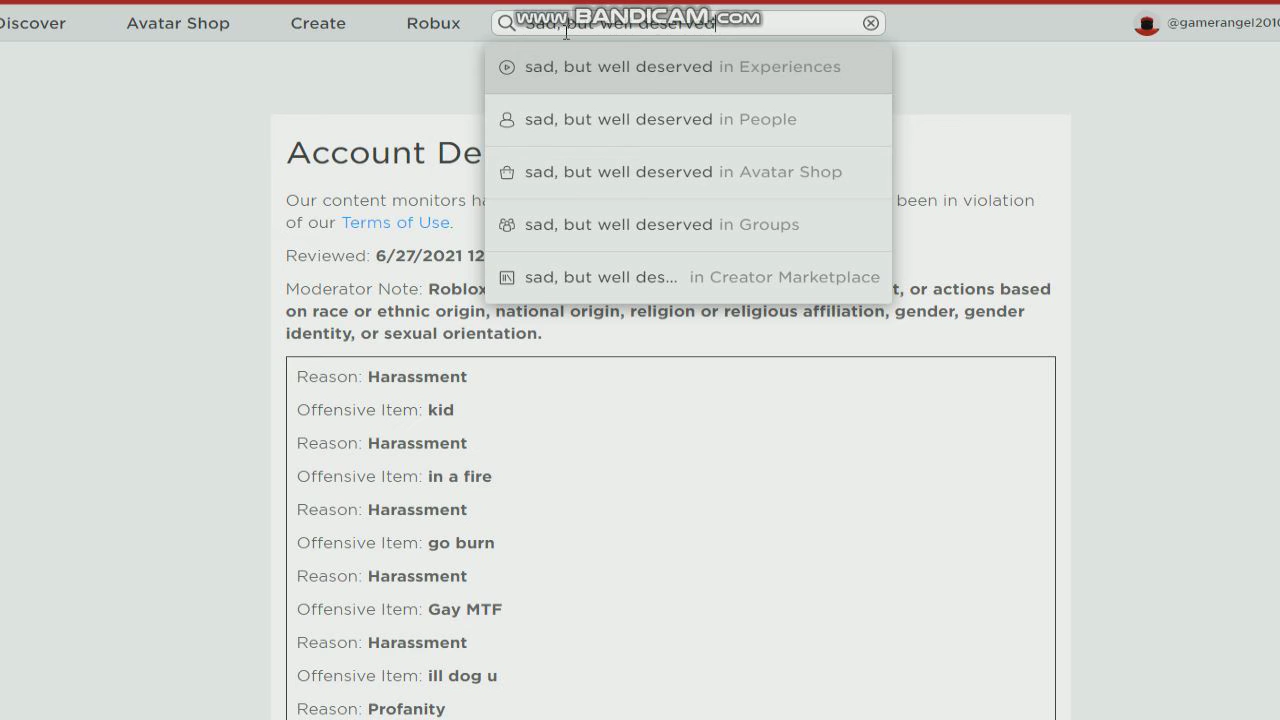 Discover Avatar Shop Create Robux Sad, but well deserved @gamerangel2010
WWW.BANDICAM.COM
sad, but well deserved in Experiences
sad, but well deserved in People
sad, but well deserved in Avatar Shop
sad, but well deserved in Groups
sad, but well des... in Creator Marketplace
Account De
Our content monitors ha been in violation
of our Terms of Use.
Reviewed: 6/27/2021 12
Moderator Note: Roblox t, or actions based
on race or ethnic origin, national origin, religion or religious affiliation, gender, gender
identity, or sexual orientation.
Reason: Harassment
Offensive Item: kid
Reason: Harassment
Offensive Item: in a fire
Reason: Harassment
Offensive Item: go burn
Reason: Harassment
Offensive Item: Gay MTF
Reason: Harassment
Offensive Item: ill dog u
Reason: Profanity